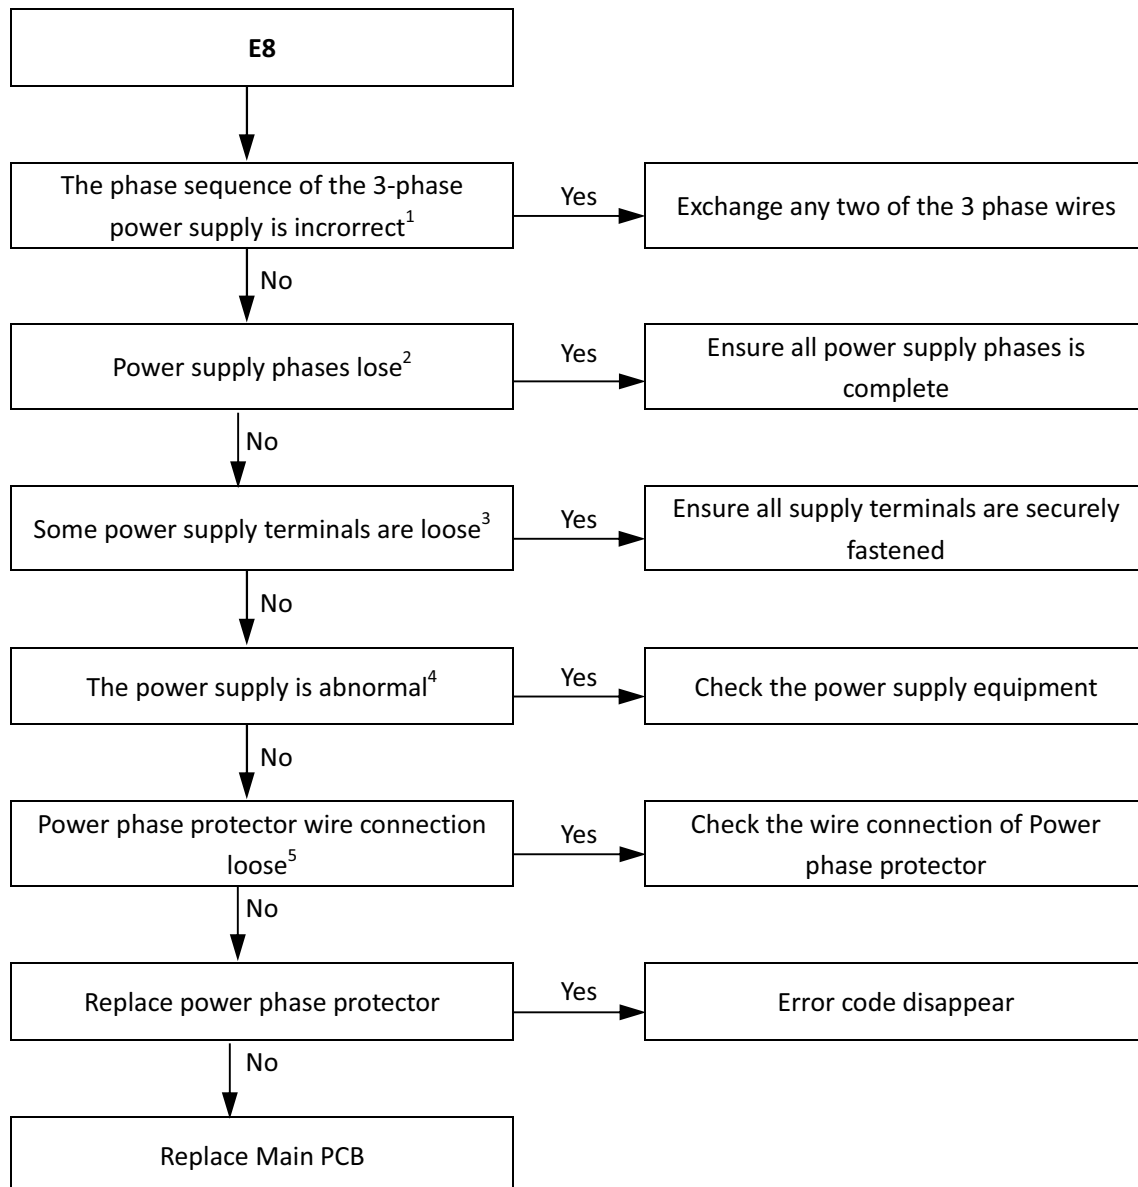 E8
The phase sequence of the 3-phase
power supply is incrorrect¹
Yes
Exchange any two of the 3 phase wires
No
Power supply phases lose²
Yes
Ensure all power supply phases is
complete
No
Some power supply terminals are loose³
Yes
Ensure all supply terminals are securely
fastened
No
The power supply is abnormal⁴
Yes
Check the power supply equipment
No
Power phase protector wire connection
loose⁵
Yes
Check the wire connection of Power
phase protector
No
Replace power phase protector
Yes
Error code disappear
No
Replace Main PCB